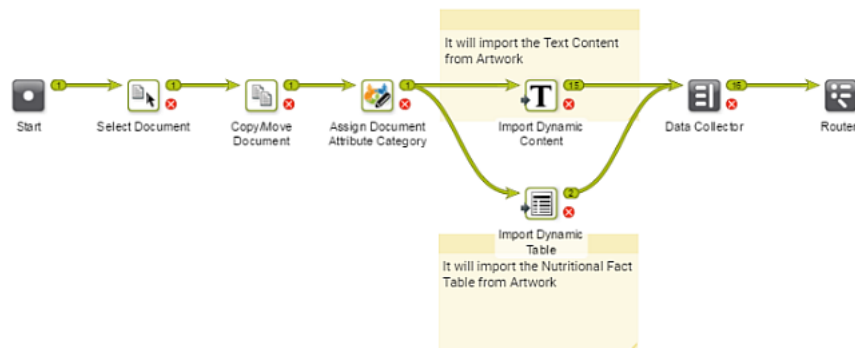 It will import the Text Content
from Artwork
1
1
1
1
15
16
Start
Select Document
Copy/Move
Document
Assign Document
Attribute Category
Import Dynamic
Content
Data Collector
Router
2
Import Dynamic
Table
It will import the Nutritional Fact
Table from Artwork